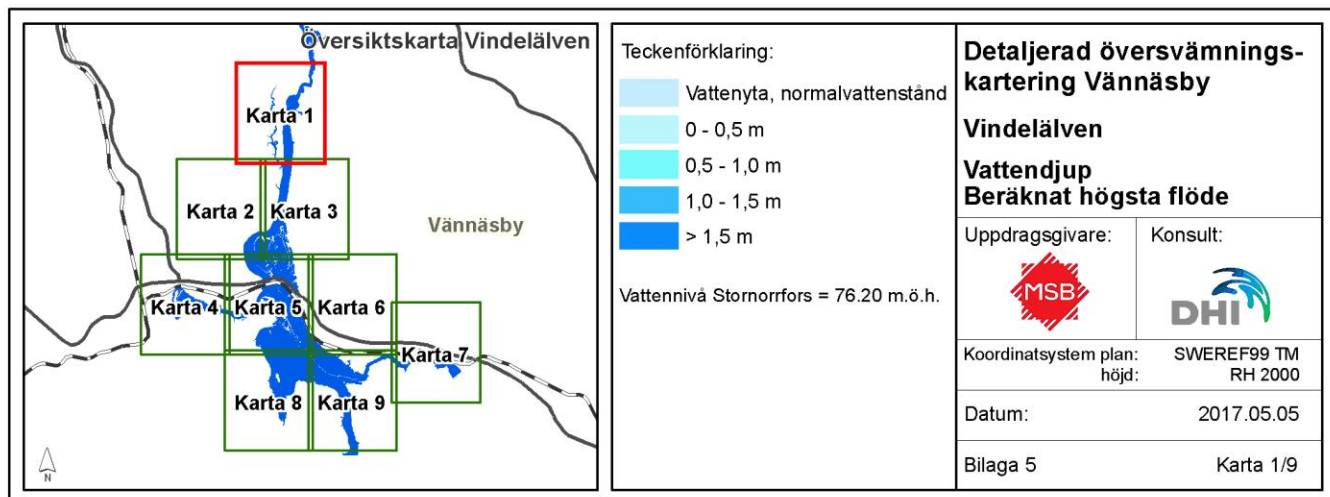 Översiktskarta Vindelälven
Karta 1
Karta 2
Karta 3
Vännäsby
Karta 4
Karta 5
Karta 6
Karta 7
Karta 8
Karta 9
N
Teckenförklaring:
Vattenyta, normalvattenstånd
0 - 0,5 m
0,5 - 1,0 m
1,0 - 1,5 m
> 1,5 m
Vattennivå Stornorrfors = 76.20 m.ö.h.
Detaljerad översvämnings-
kartering Vännäsby
Vindelälven
Vattendjup
Beräknat högsta flöde
Uppdragsgivare:
MSB
Konsult:
DHI
Koordinatsystem plan: SWEREF99 TM
höjd: RH 2000
Datum: 2017.05.05
Bilaga 5 Karta 1/9